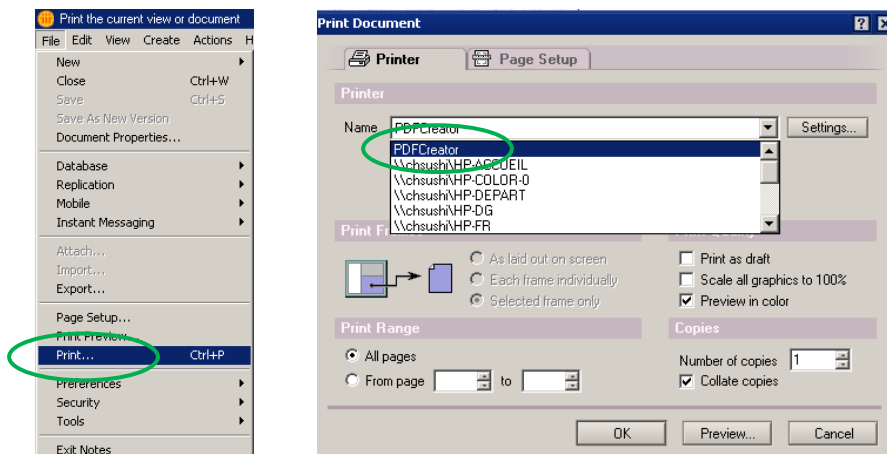 Print the current view or document
File Edit View Create Actions H
New
Close Ctrl+W
Save Ctrl+S
Save As New Version
Document Properties...
Database
Replication
Mobile
Instant Messaging
Attach...
Import...
Export...
Page Setup...
Print Preview...
Print... Ctrl+P
Preferences
Security
Tools
Exit Notes
Print Document
Printer Page Setup
Printer
Name PDFCreator Settings...
PDFCreator
\\chsushi\HP-ACCUEIL
\\chsushi\HP-COLOR-0
\\chsushi\HP-DEPART
\\chsushi\HP-DG
\\chsushi\HP-FR
Print Frames
As laid out on screen
Each frame individually
Selected frame only
Print Quality
Print as draft
Scale all graphics to 100%
Preview in color
Print Range
All pages
From page to
Copies
Number of copies 1
Collate copies
OK Preview... Cancel